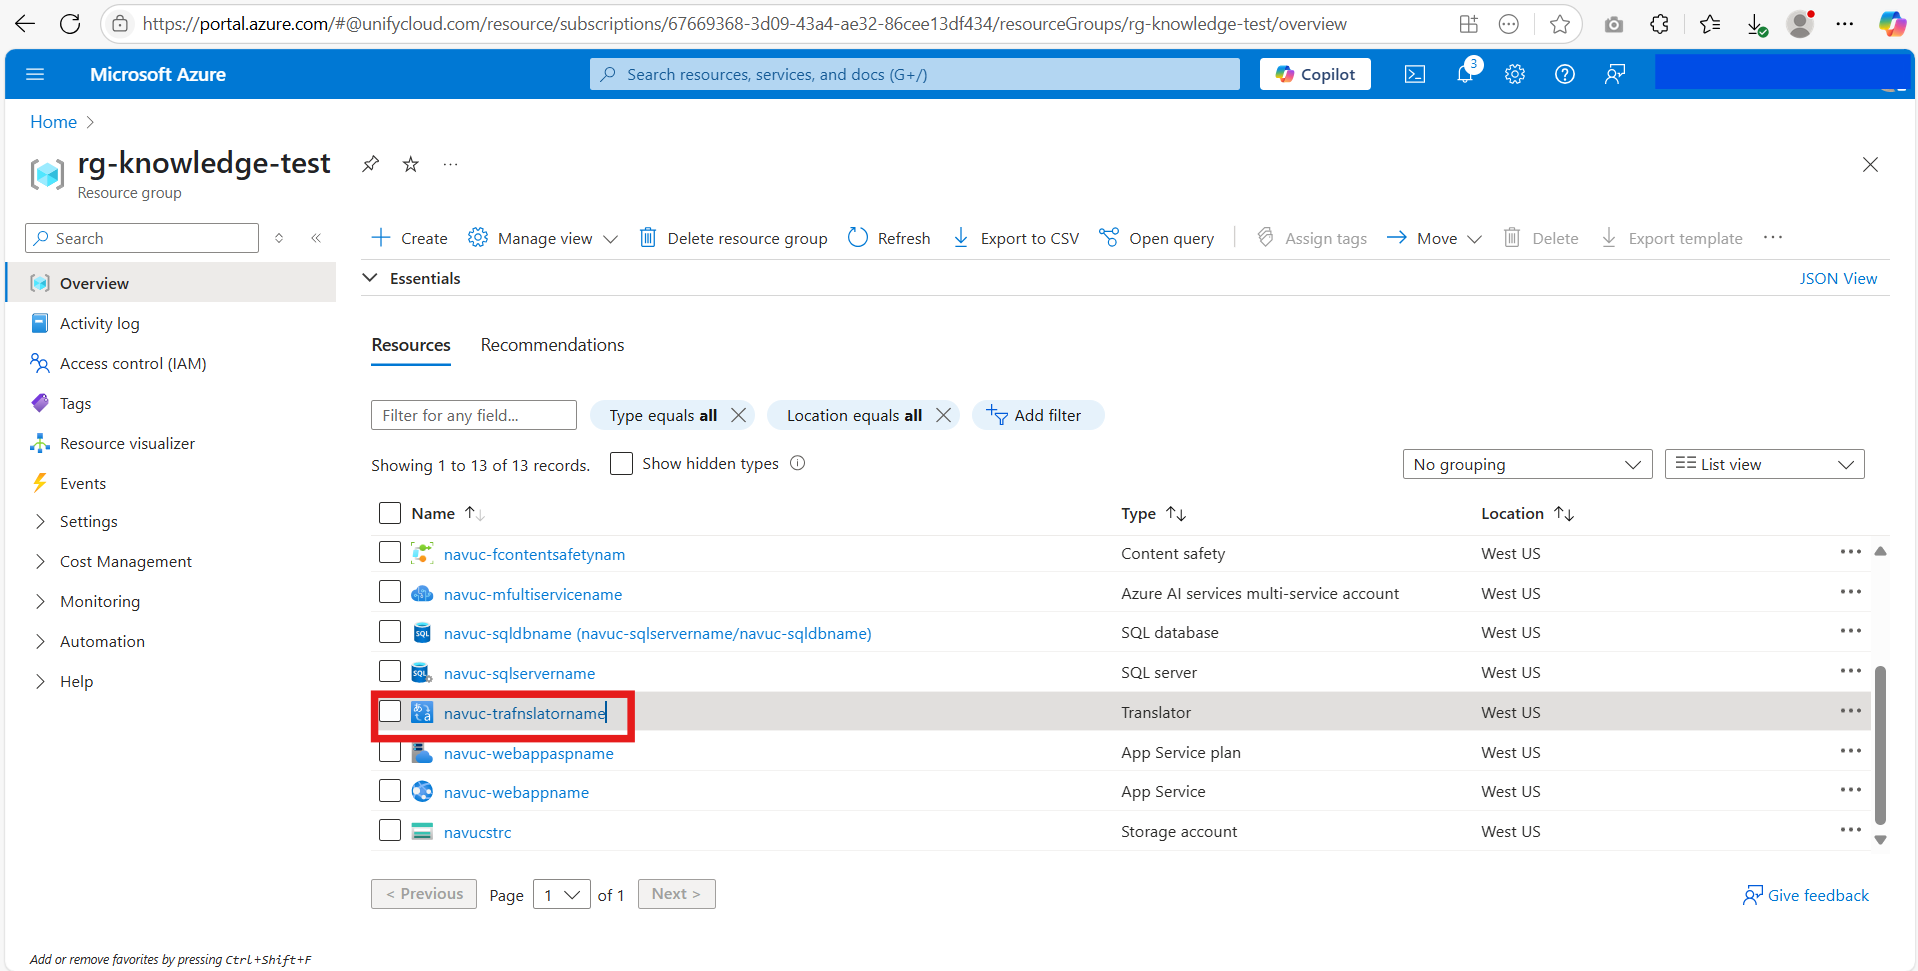 https://portal.azure.com/#@unifycloud.com/resource/subscriptions/67669368-3d09-43a4-ae32-86cee13df434/resourceGroups/rg-knowledge-test/overview
Microsoft Azure
Search resources, services, and docs (G+/)
Copilot
3
Home
rg-knowledge-test
Resource group
Search
Create
Manage view
Delete resource group
Refresh
Export to CSV
Open query
Assign tags
Move
Delete
Export template
Overview
Activity log
Access control (IAM)
Tags
Resource visualizer
Events
Settings
Cost Management
Monitoring
Automation
Help
Essentials
JSON View
Resources Recommendations
Filter for any field...
Type equals all
Location equals all
Add filter
Showing 1 to 13 of 13 records.
Show hidden types
No grouping
List view
Name Type Location
navuc-fcontentsafetynam Content safety West US
navuc-mfultiservicename Azure AI services multi-service account West US
navuc-sqldbname (navuc-sqlservername/navuc-sqldbname) SQL database West US
navuc-sqlservername SQL server West US
navuc-trafnslatorname Translator West US
navuc-webappaspname App Service plan West US
navuc-webappname App Service West US
navucstrc Storage account West US
< Previous Page 1 of 1 Next >
Give feedback
Add or remove favorites by pressing Ctrl+Shift+F